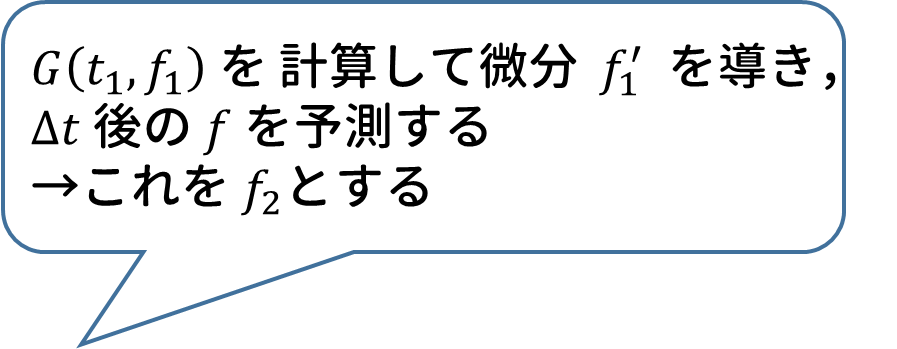 G(t₁, f₁) を 計算して微分 f₁′ を導き，
Δt 後の f を予測する
→これを f₂とする